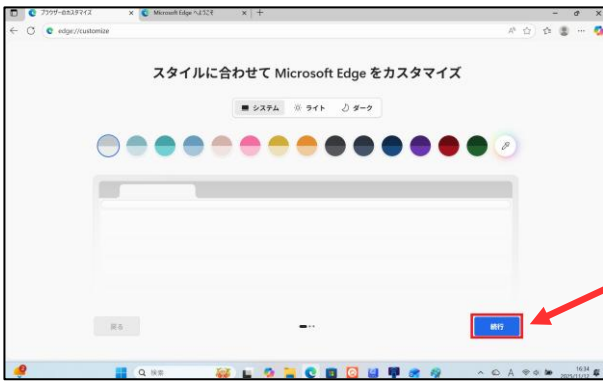 ブラウザーのカスタマイズ
Microsoft Edge へようこそ
edge://customize
スタイルに合わせて Microsoft Edge をカスタマイズ
システム ライト ダーク
戻る
続行
検索
A
16:34
2025/11/12